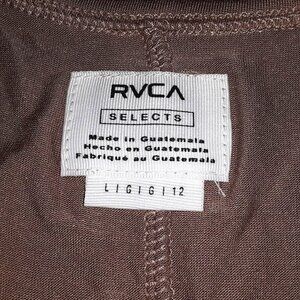 RVCA
SELECTS
Made in Guatemala
Hecho en Guatemala
Fabriqué au Guatemala
L | G | G | 12